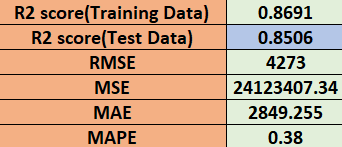 R2 score(Training Data) 0.8691
R2 score(Test Data) 0.8506
RMSE 4273
MSE 24123407.34
MAE 2849.255
MAPE 0.38